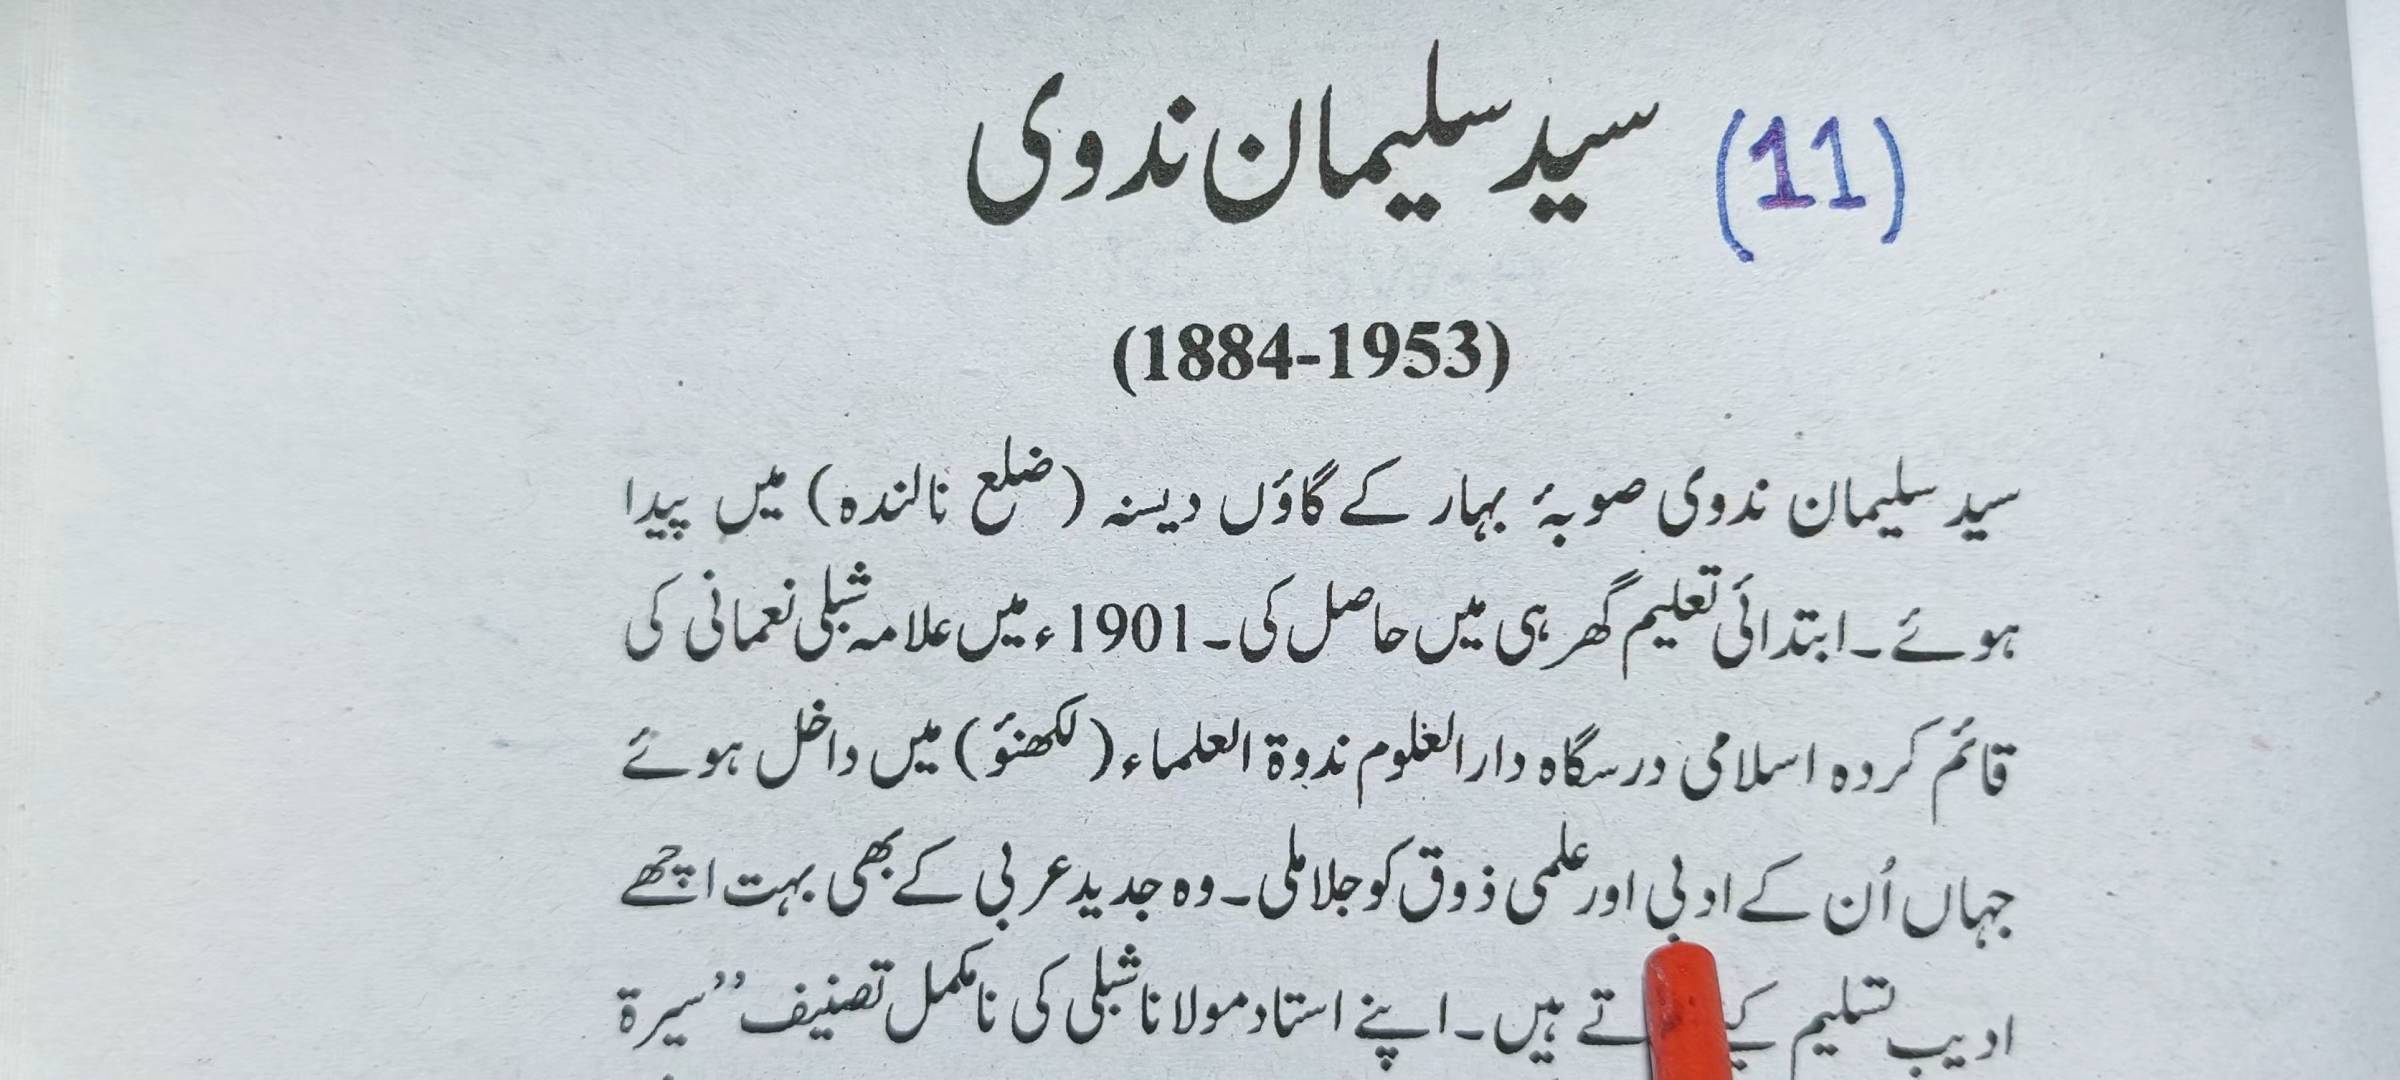 سید سلیمان ندوی (11)
(1884-1953)
سید سلیمان ندوی صوبۂ بہار کے گاؤں دیسنہ (ضلع نالندہ) میں پیدا
ہوئے۔ ابتدائی تعلیم گھر ہی میں حاصل کی۔ 1901ء میں علامہ شبلی نعمانی کی
قائم کردہ اسلامی درسگاہ دارالعلوم ندوۃ العلماء (لکھنؤ) میں داخل ہوئے
جہاں اُن کے ادبی اور علمی ذوق کو جلا ملی۔ وہ جدید عربی کے بھی بہت اچھے
ادیب تسلیم کیے ہیں۔ اپنے استاد مولانا شبلی کی نامکمل تصنیف ’’سیرۃ